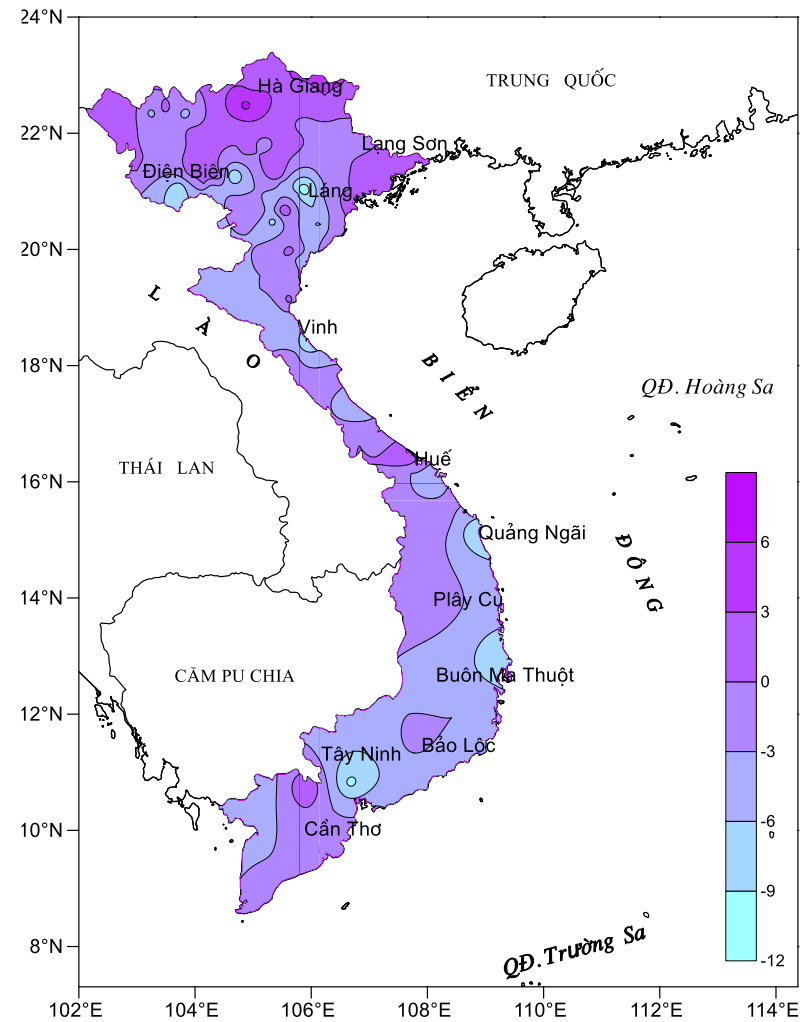 24°N
22°N
20°N
18°N
16°N
14°N
12°N
10°N
8°N
102°E 104°E 106°E 108°E 110°E 112°E 114°E
TRUNG QUỐC
Hà Giang
Lạng Sơn
Điện Biên
Láng
LÀO
Vinh
BIỂN
QĐ. Hoàng Sa
THÁI LAN
Huế
ĐÔNG
Quảng Ngãi
Plây Cu
CĂM PU CHIA
Buôn Ma Thuột
Tây Ninh
Bảo Lộc
Cần Thơ
QĐ. Trường Sa
6
3
0
-3
-6
-9
-12